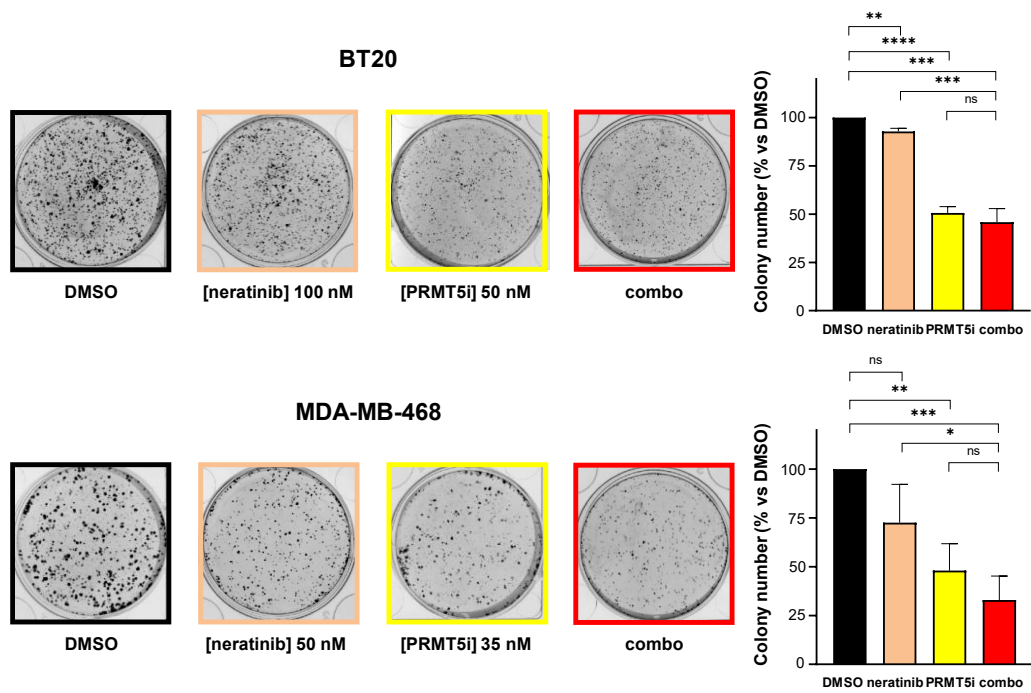 BT20
DMSO
[neratinib] 100 nM
[PRMT5i] 50 nM
combo
**
****
***
***
ns
Colony number (% vs DMSO)
100
75
50
25
0
DMSO neratinib PRMT5i combo
MDA-MB-468
DMSO
[neratinib] 50 nM
[PRMT5i] 35 nM
combo
ns
**
***
*
ns
Colony number (% vs DMSO)
100
75
50
25
0
DMSO neratinib PRMT5i combo